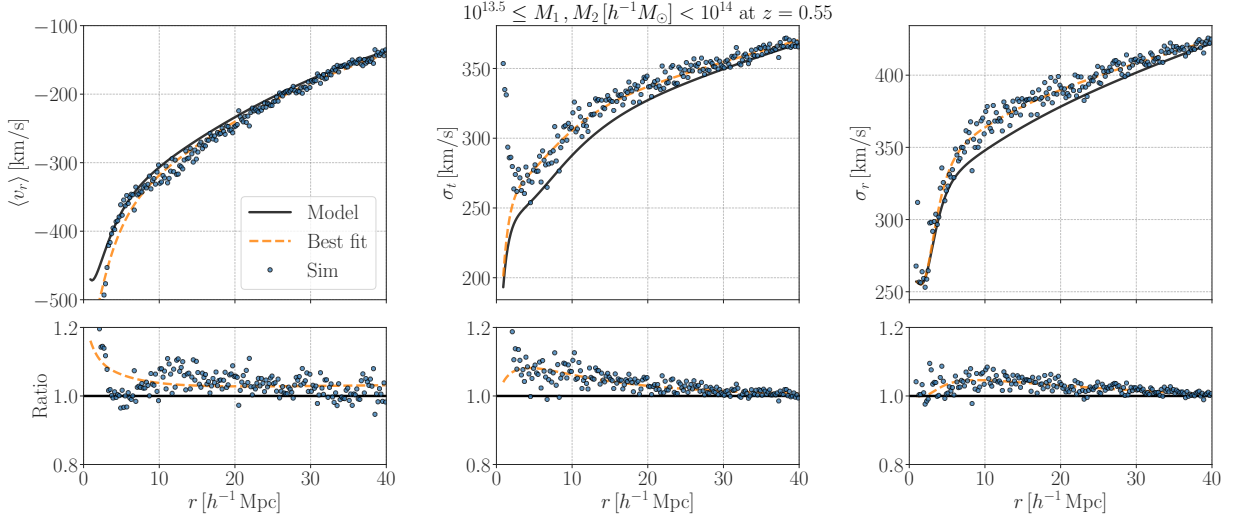 10^{13.5} ≤ M_1, M_2 [h^{-1}M_⊙] < 10^{14} at z = 0.55
−100
−200
−300
−400
−500
⟨v_r⟩ [km/s]
Model
Best fit
Sim
350
300
250
200
σ_t [km/s]
400
350
300
250
σ_r [km/s]
1.2
1.0
0.8
Ratio
0 10 20 30 40
r [h^{-1} Mpc]
1.2
1.0
0.8
0 10 20 30 40
r [h^{-1} Mpc]
1.2
1.0
0.8
0 10 20 30 40
r [h^{-1} Mpc]